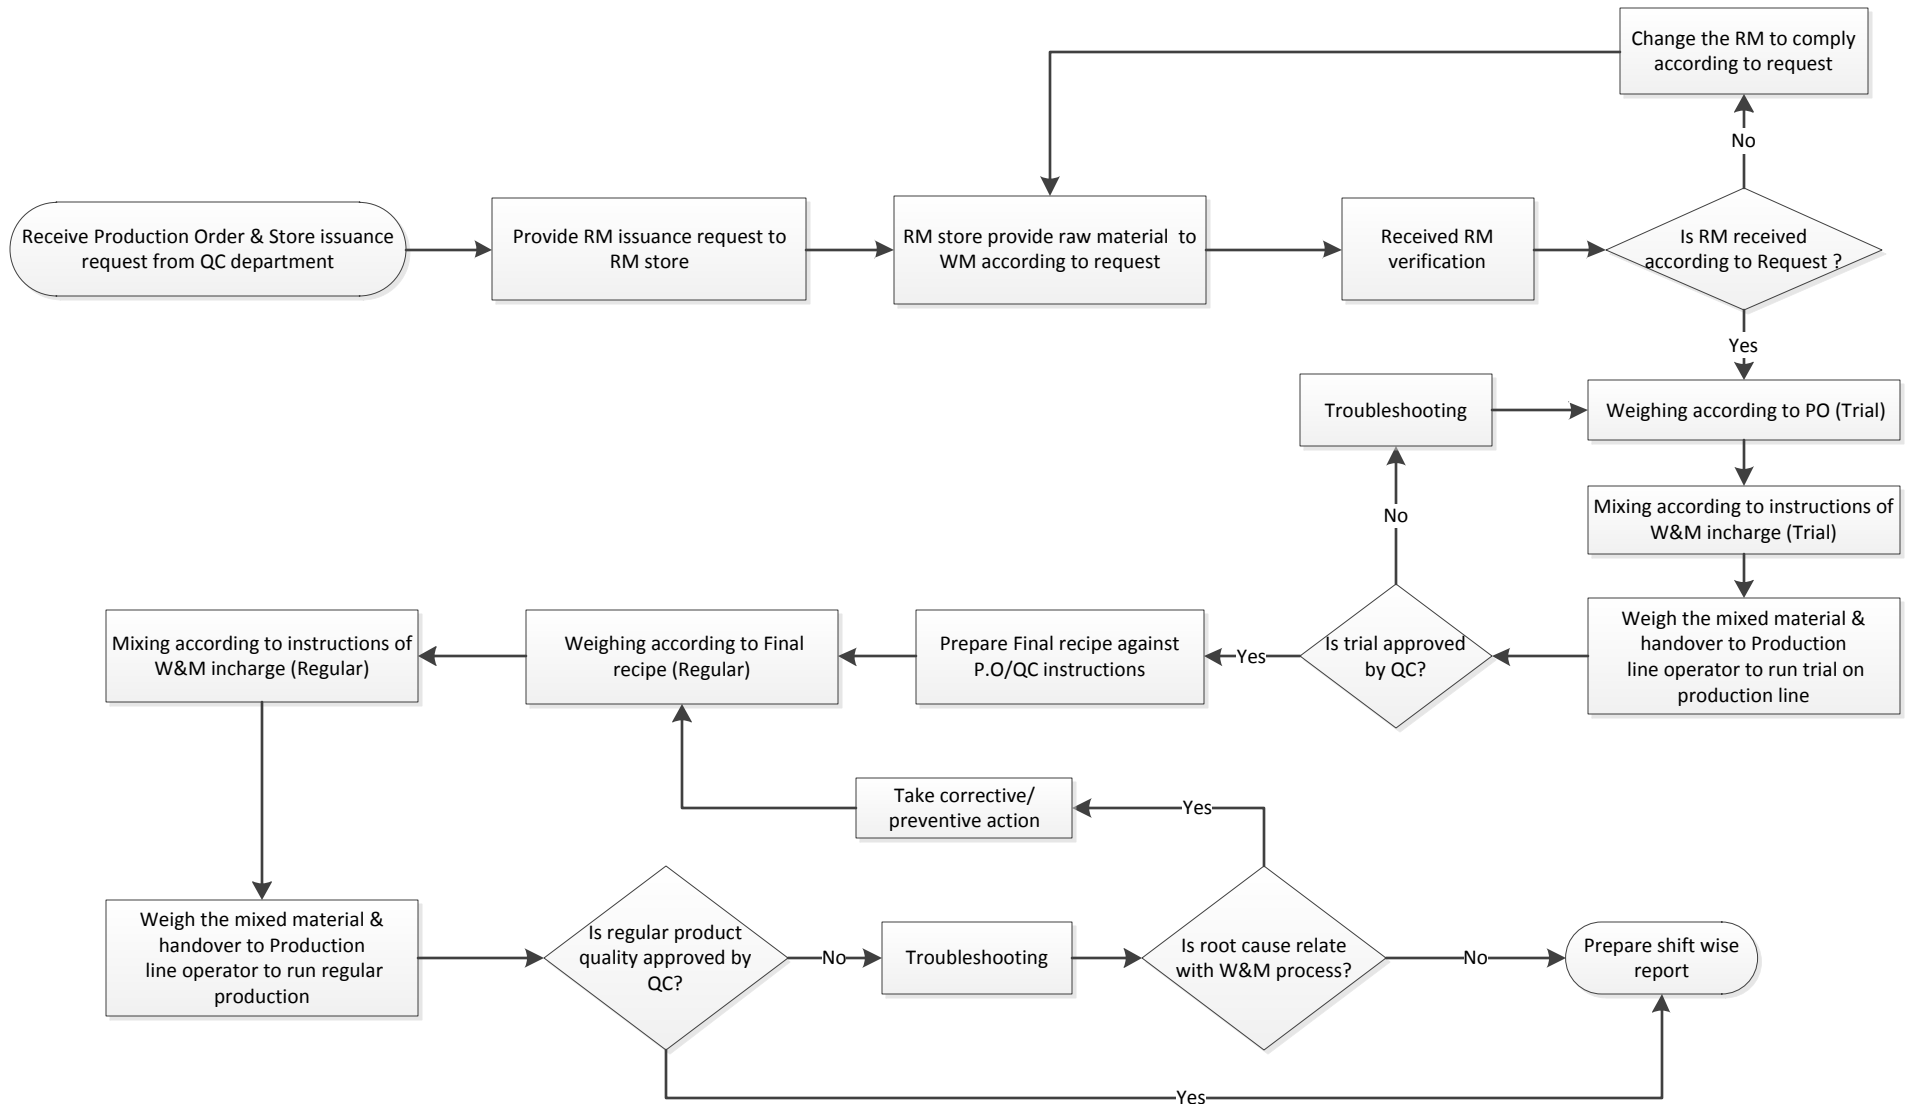 Change the RM to comply
according to request
No
Receive Production Order & Store issuance
request from QC department
Provide RM issuance request to
RM store
RM store provide raw material  to
WM according to request
Received RM
verification
Is RM received
according to Request ?
Yes
Troubleshooting
Weighing according to PO (Trial)
No
Mixing according to instructions of
W&M incharge (Trial)
Mixing according to instructions of
W&M incharge (Regular)
Weighing according to Final
recipe (Regular)
Prepare Final recipe against
P.O/QC instructions
Yes
Is trial approved
by QC?
Weigh the mixed material &
handover to Production
line operator to run trial on
production line
Take corrective/
preventive action
Yes
Weigh the mixed material &
handover to Production
line operator to run regular
production
Is regular product
quality approved by
QC?
No
Troubleshooting
Is root cause relate
with W&M process?
No
Prepare shift wise
report
Yes